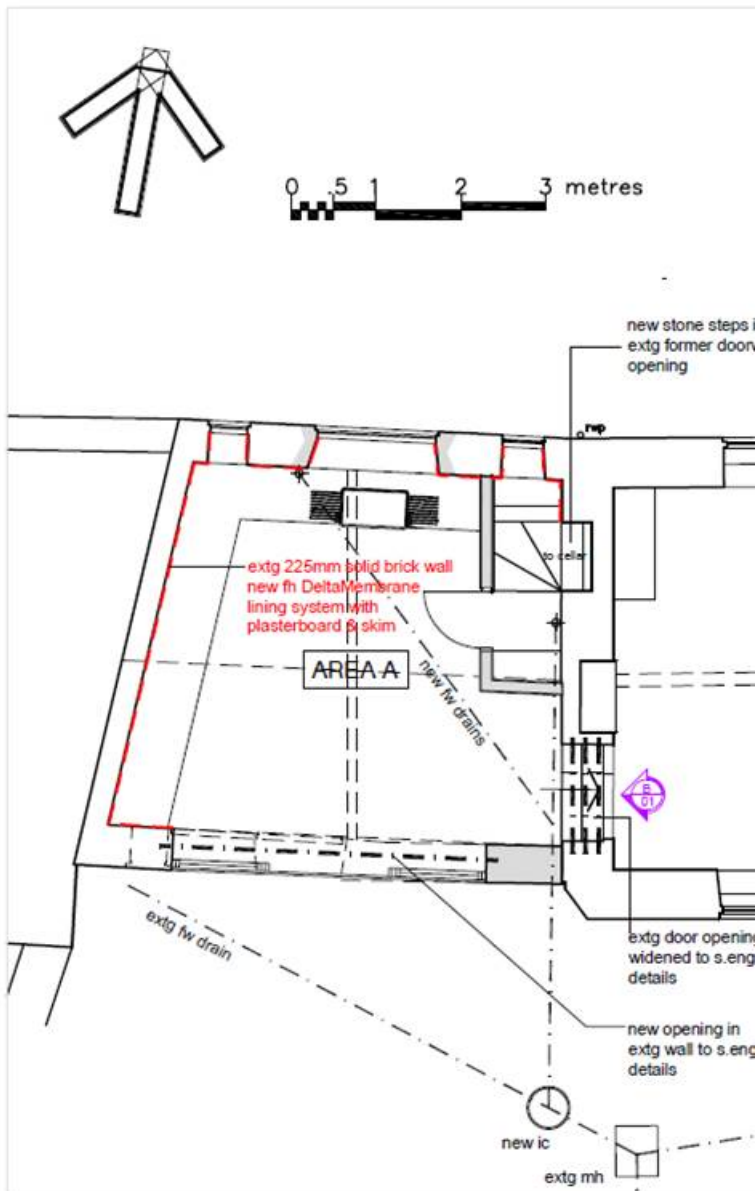 0 .5 1 2 3 metres
new stone steps i
extg former doorw
opening
rwp
to cellar
extg 225mm solid brick wall
new fh DeltaMembrane
lining system with
plasterboard & skim
AREA A
new fw drains
B
01
extg fw drain
extg door opening
widened to s.eng
details
new opening in
extg wall to s.eng
details
new ic
extg mh